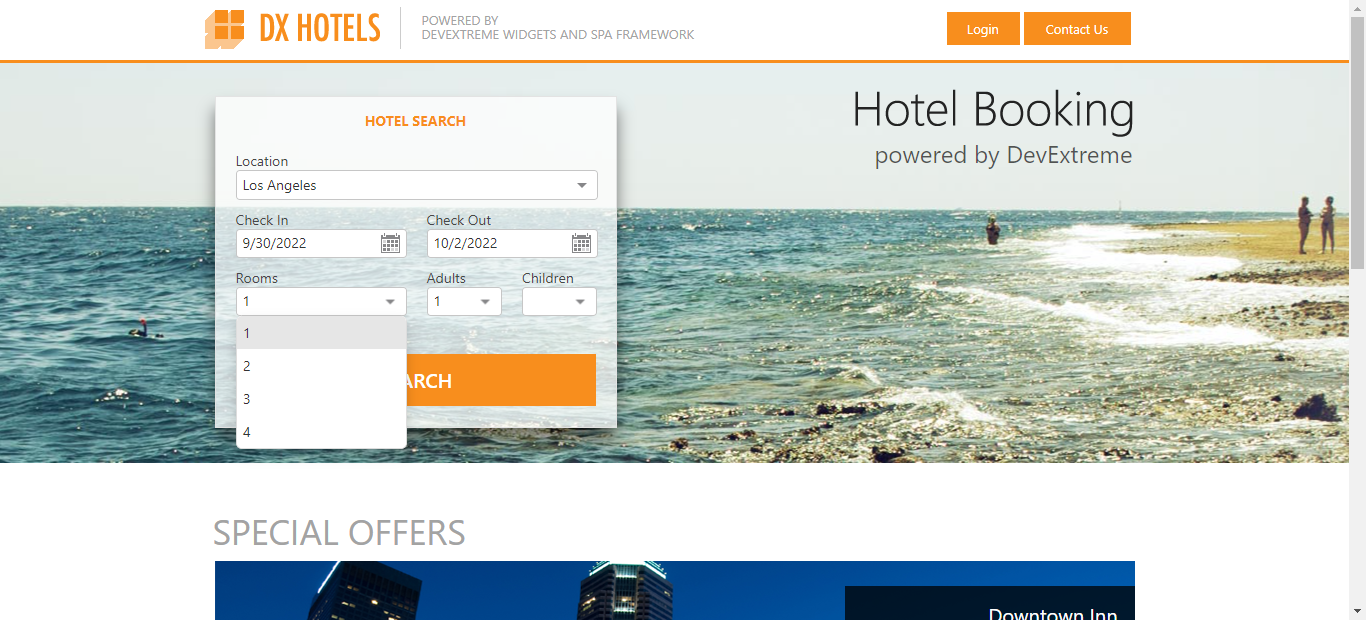 DX HOTELS
POWERED BY
DEVEXTREME WIDGETS AND SPA FRAMEWORK
Login
Contact Us
Hotel Booking
powered by DevExtreme
HOTEL SEARCH
Location
Los Angeles
Check In
Check Out
9/30/2022
10/2/2022
Rooms
Adults
Children
1
1
1
2
3
4
ARCH
SPECIAL OFFERS
Downtown Inn